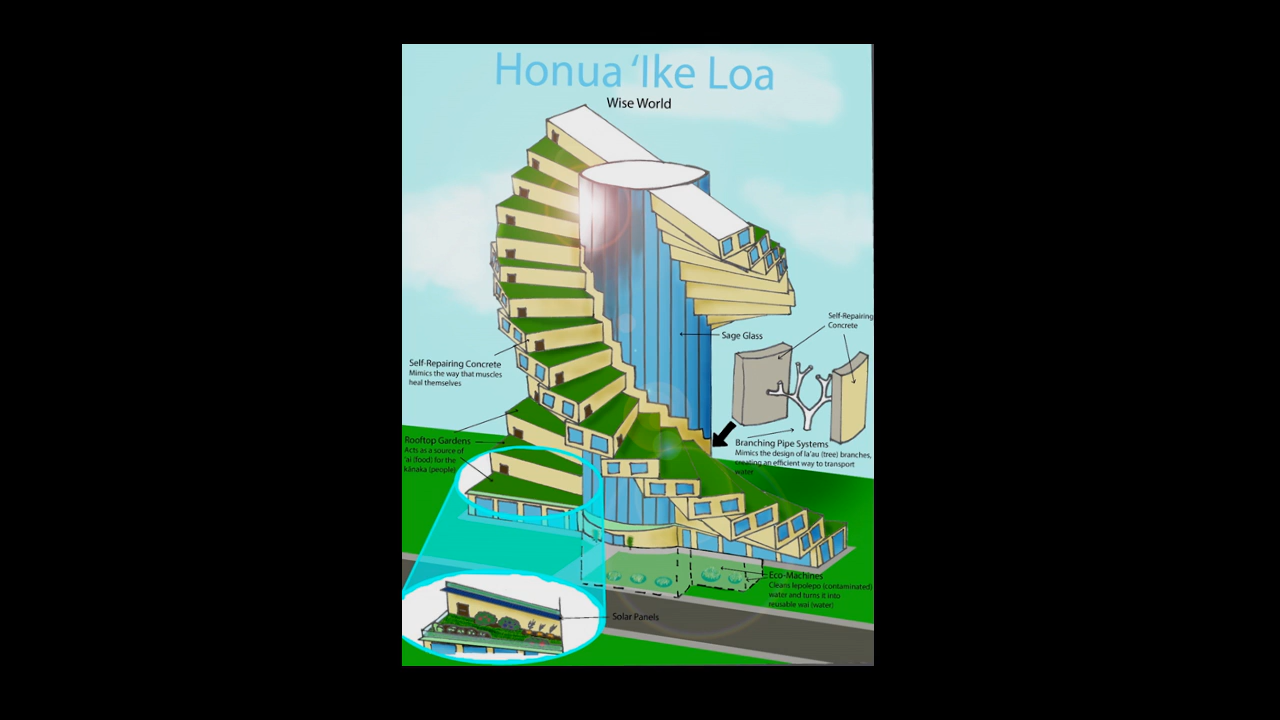 Honua ʻIke Loa
Wise World
Self-Repairing
Concrete
Sage Glass
Self-Repairing Concrete
Mimics the way that muscles
heal themselves
Rooftop Gardens
Acts as a source of
'ai (food) for the
kānaka (people)
Branching Pipe Systems
Mimics the design of la'au (tree) branches,
creating an efficient way to transport
water
Eco-Machines
Cleans lepolepo (contaminated)
water and turns it into
reusable wai (water)
Solar Panels